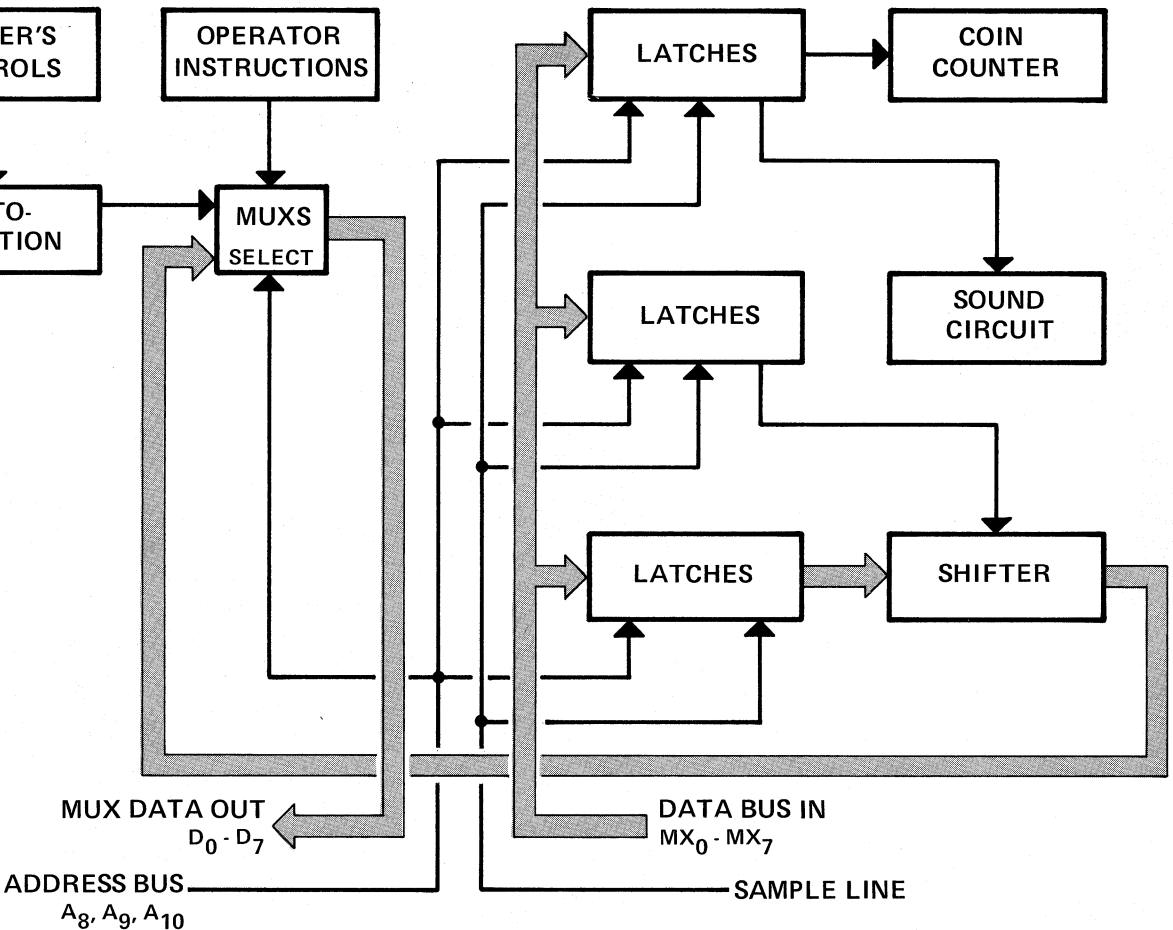 ER'S
ROLS
OPERATOR
INSTRUCTIONS
LATCHES
COIN
COUNTER
TO-
TION
MUXS
SELECT
LATCHES
SOUND
CIRCUIT
LATCHES
SHIFTER
MUX DATA OUT
D0 - D7
DATA BUS IN
MX0 - MX7
ADDRESS BUS
A8, A9, A10
SAMPLE LINE